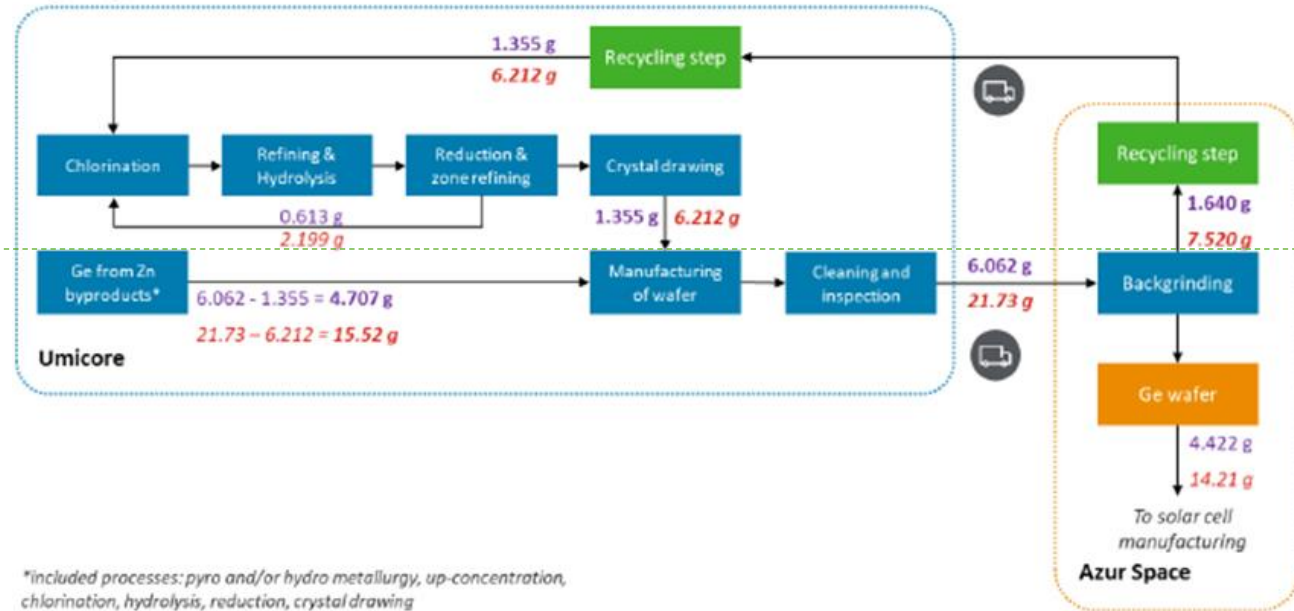 1.355 g
6.212 g
Recycling step
Chlorination
Refining &
Hydrolysis
Reduction &
zone refining
Crystal drawing
0.613 g
2.199 g
1.355 g
6.212 g
Recycling step
1.640 g
7.520 g
Ge from Zn
byproducts*
6.062 - 1.355 = 4.707 g
21.73 – 6.212 = 15.52 g
Manufacturing
of wafer
Cleaning and
inspection
6.062 g
21.73 g
Backgrinding
Umicore
Ge wafer
4.422 g
14.21 g
To solar cell
manufacturing
Azur Space
*included processes: pyro and/or hydro metallurgy, up-concentration,
chlorination, hydrolysis, reduction, crystal drawing